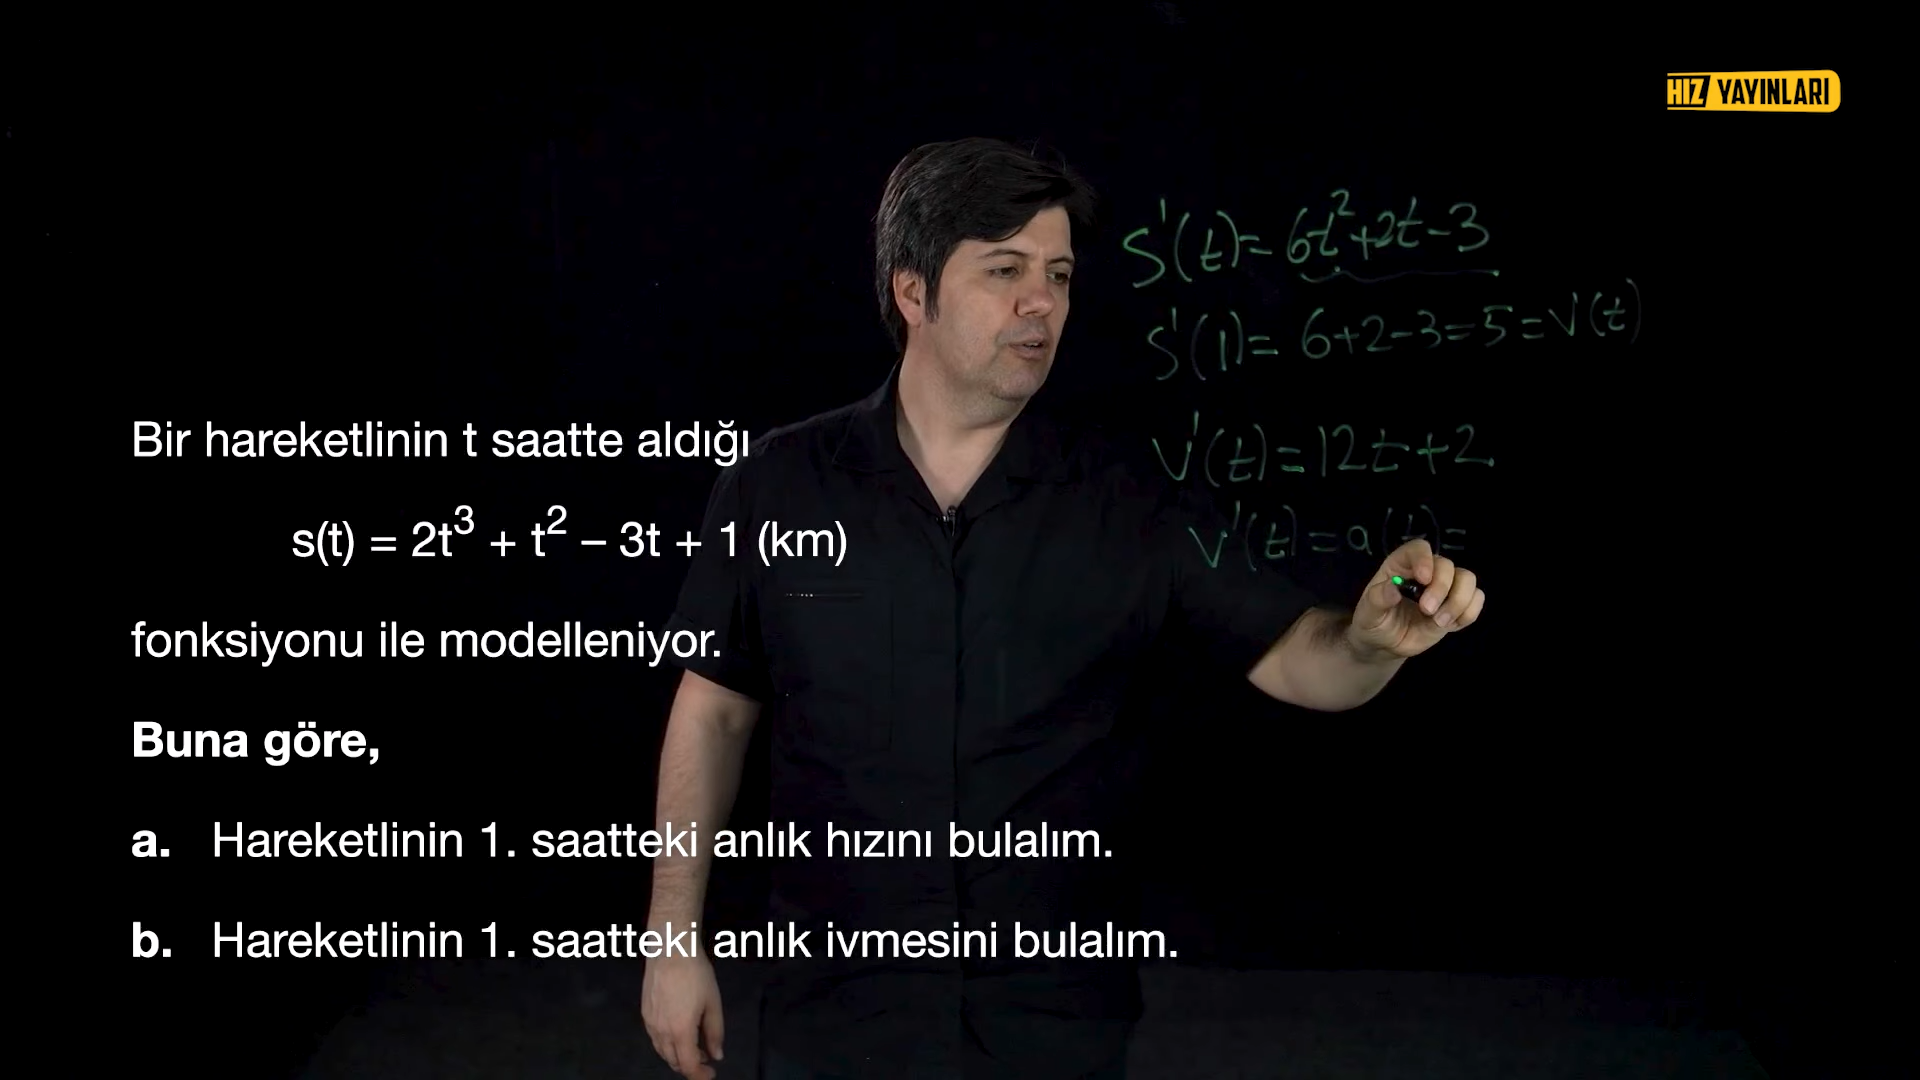 HIZ YAYINLARI
Bir hareketlinin t saatte aldığı
s(t) = 2t³ + t² – 3t + 1 (km)
fonksiyonu ile modelleniyor.
Buna göre,
a. Hareketlinin 1. saatteki anlık hızını bulalım.
b. Hareketlinin 1. saatteki anlık ivmesini bulalım.
S'(t)= 6t²+2t-3
S'(1)= 6+2-3=5=V(t)
V'(t)=12t+2
V'(t)=a(t)=